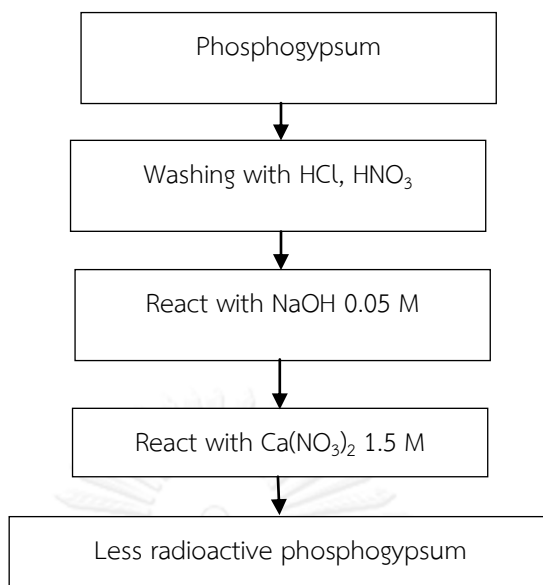 Phosphogypsum
Washing with HCl, HNO₃
React with NaOH 0.05 M
React with Ca(NO₃)₂ 1.5 M
Less radioactive phosphogypsum